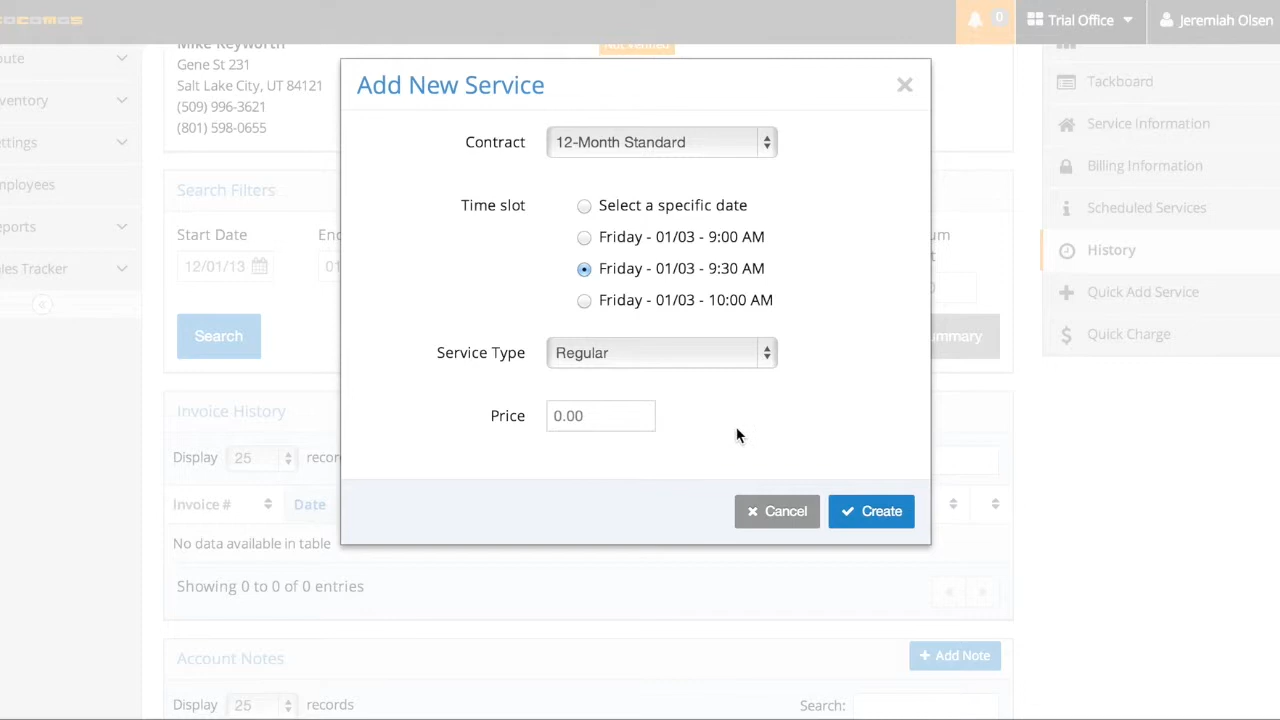 0
Trial Office
Jeremiah Olsen
Mike Keyworth
Not Verified
Gene St 231
Salt Lake City, UT 84121
(509) 996-3621
(801) 598-0655
Employees
Search Filters
Start Date
12/01/13
Search
Add New Service
Contract
12-Month Standard
Time slot
Select a specific date
Friday - 01/03 - 9:00 AM
Friday - 01/03 - 9:30 AM
Friday - 01/03 - 10:00 AM
Service Type
Regular
Price
0.00
Cancel
Create
Tackboard
Service Information
Billing Information
Scheduled Services
History
Quick Add Service
Quick Charge
Invoice History
Display 25
Invoice #
Date
No data available in table
Showing 0 to 0 of 0 entries
Account Notes
Add Note
Display 25 records
Search: